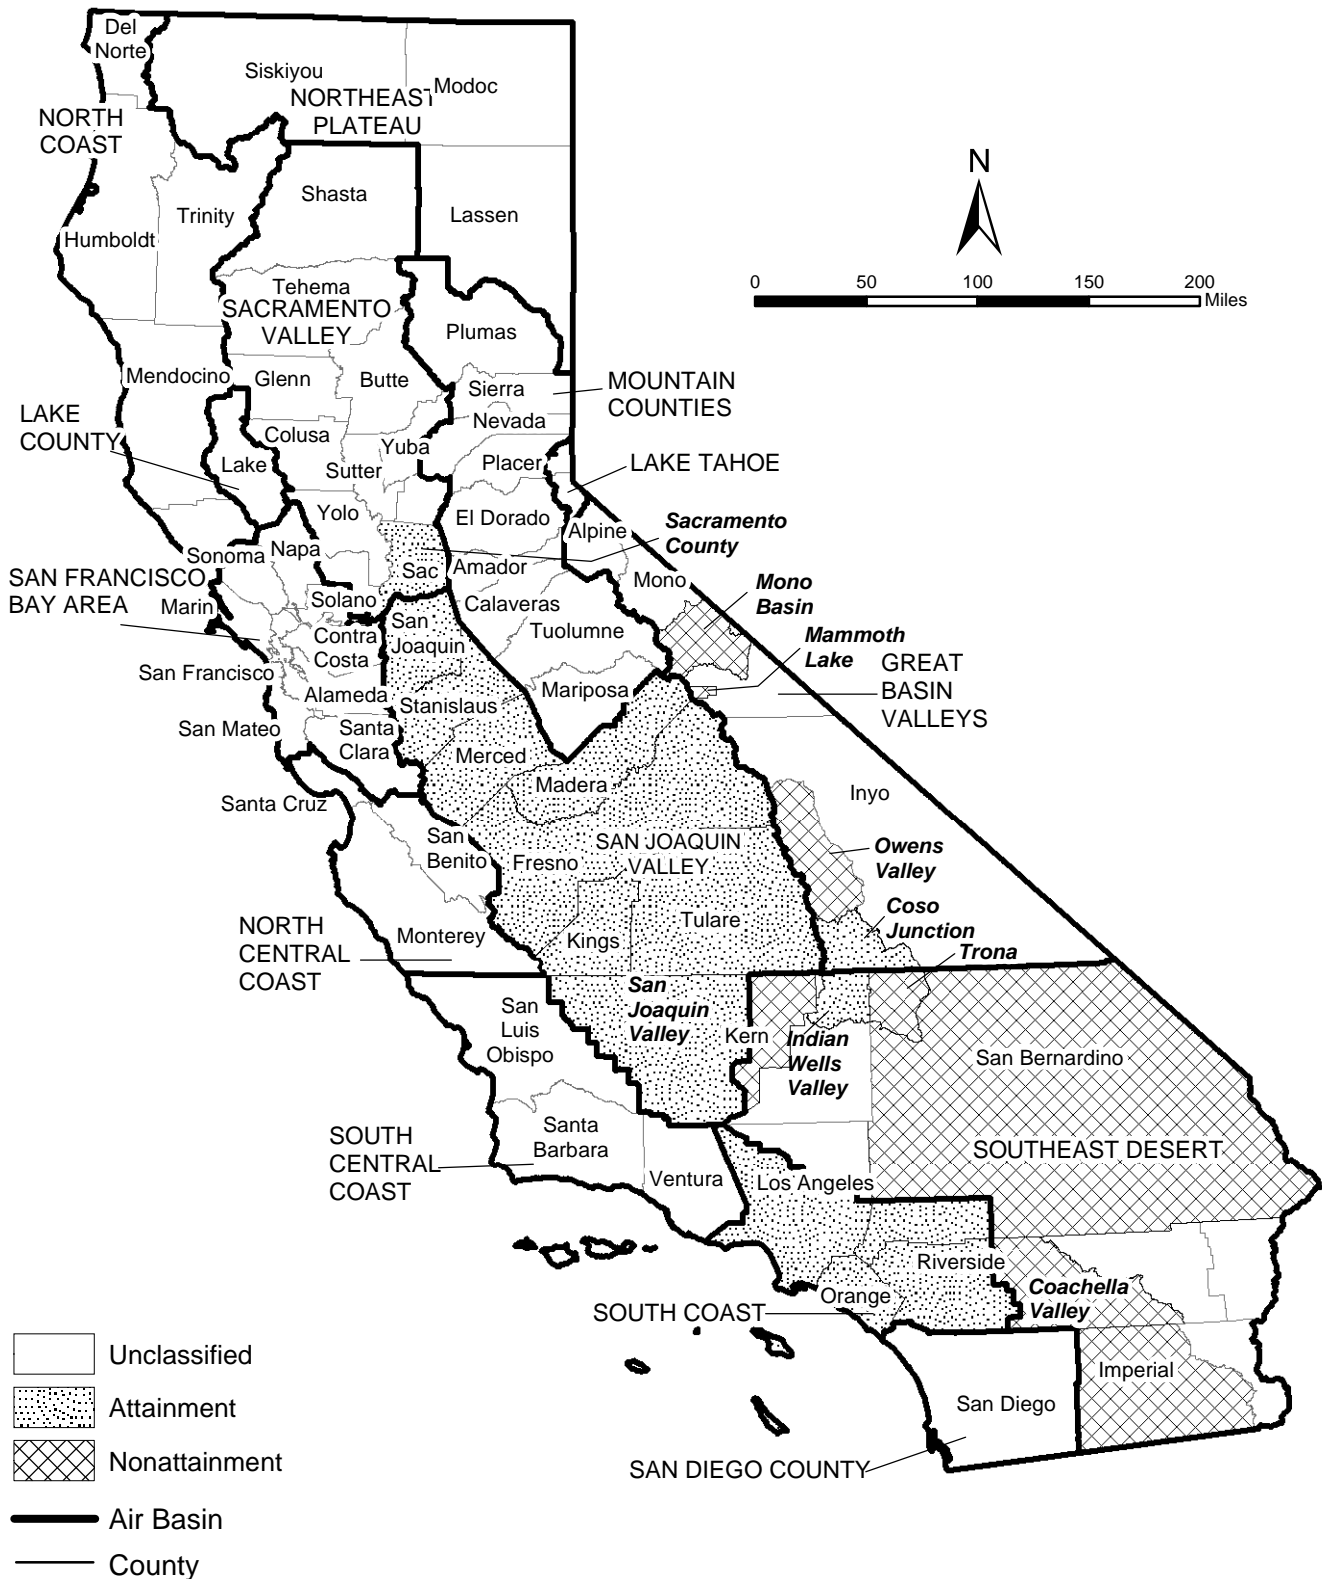 Del
Norte
Siskiyou
Modoc
NORTHEAST
PLATEAU
NORTH
COAST
N
Shasta
Trinity
Lassen
Humboldt
Tehema
SACRAMENTO
VALLEY
0
50
100
150
200
Miles
Plumas
Mendocino
Glenn
Butte
Sierra
MOUNTAIN
COUNTIES
LAKE
COUNTY
Nevada
Colusa
Yuba
Lake
Sutter
Placer
LAKE TAHOE
Yolo
El Dorado
Alpine
Sacramento
County
Sonoma
Napa
Sac
Amador
Mono
SAN FRANCISCO
BAY AREA
Marin
Solano
Calaveras
Mono
Basin
San
Joaquin
Tuolumne
Contra
Costa
Mammoth
Lake
GREAT
BASIN
VALLEYS
San Francisco
Alameda
Stanislaus
Mariposa
San Mateo
Santa
Clara
Merced
Madera
Inyo
Santa Cruz
San
Benito
Fresno
SAN JOAQUIN
VALLEY
Owens
Valley
Tulare
Coso
Junction
NORTH
CENTRAL
COAST
Monterey
Kings
Trona
San
Joaquin
Valley
San
Luis
Obispo
Kern
Indian
Wells
Valley
San Bernardino
SOUTH
CENTRAL
COAST
Santa
Barbara
SOUTHEAST DESERT
Ventura
Los Angeles
Riverside
Orange
Coachella
Valley
SOUTH COAST
Imperial
San Diego
SAN DIEGO COUNTY
Unclassified
Attainment
Nonattainment
Air Basin
County